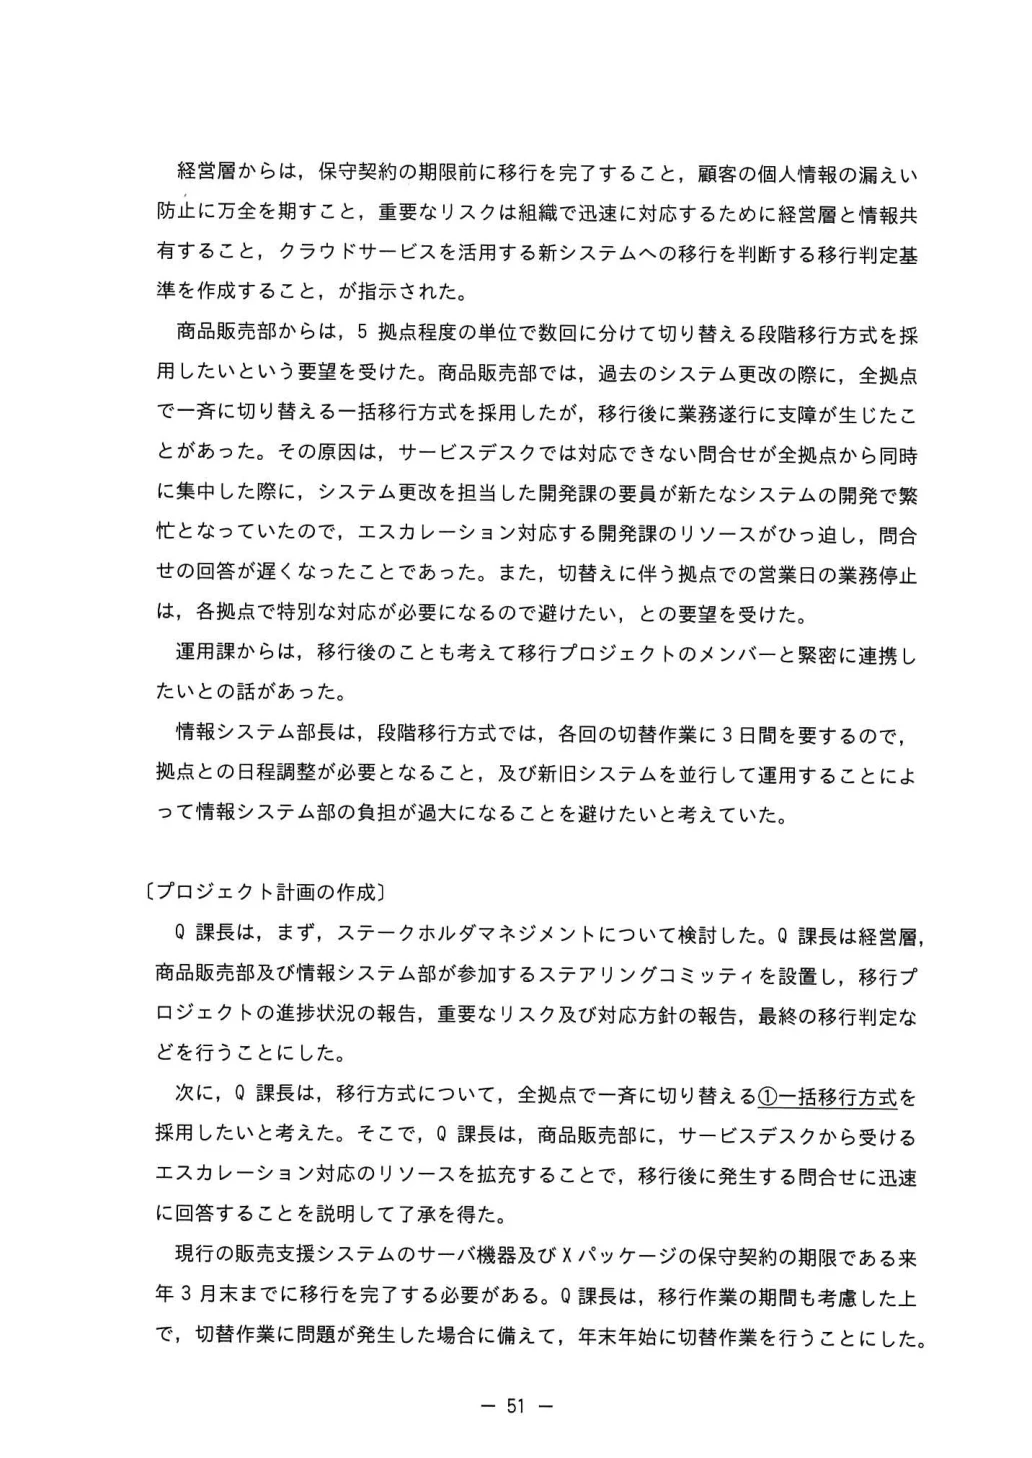 経営層からは，保守契約の期限前に移行を完了すること，顧客の個人情報の漏えい
防止に万全を期すこと，重要なリスクは組織で迅速に対応するために経営層と情報共
有すること，クラウドサービスを活用する新システムへの移行を判断する移行判定基
準を作成すること，が指示された。
商品販売部からは，5 拠点程度の単位で数回に分けて切り替える段階移行方式を採
用したいという要望を受けた。商品販売部では，過去のシステム更改の際に，全拠点
で一斉に切り替える一括移行方式を採用したが，移行後に業務遂行に支障が生じたこ
とがあった。その原因は，サービスデスクでは対応できない問合せが全拠点から同時
に集中した際に，システム更改を担当した開発課の要員が新たなシステムの開発で繁
忙となっていたので，エスカレーション対応する開発課のリソースがひっ迫し，問合
せの回答が遅くなったことであった。また，切替えに伴う拠点での営業日の業務停止
は，各拠点で特別な対応が必要になるので避けたい，との要望を受けた。
運用課からは，移行後のことも考えて移行プロジェクトのメンバーと緊密に連携し
たいとの話があった。
情報システム部長は，段階移行方式では，各回の切替作業に 3 日間を要するので，
拠点との日程調整が必要となること，及び新旧システムを並行して運用することによ
って情報システム部の負担が過大になることを避けたいと考えていた。
〔プロジェクト計画の作成〕
Q 課長は，まず，ステークホルダマネジメントについて検討した。Q 課長は経営層，
商品販売部及び情報システム部が参加するステアリングコミッティを設置し，移行プ
ロジェクトの進捗状況の報告，重要なリスク及び対応方針の報告，最終の移行判定な
どを行うことにした。
次に，Q 課長は，移行方式について，全拠点で一斉に切り替える①一括移行方式を
採用したいと考えた。そこで，Q 課長は，商品販売部に，サービスデスクから受ける
エスカレーション対応のリソースを拡充することで，移行後に発生する問合せに迅速
に回答することを説明して了承を得た。
現行の販売支援システムのサーバ機器及び X パッケージの保守契約の期限である来
年 3 月末までに移行を完了する必要がある。Q 課長は，移行作業の期間も考慮した上
で，切替作業に問題が発生した場合に備えて，年末年始に切替作業を行うことにした。
― 51 ―